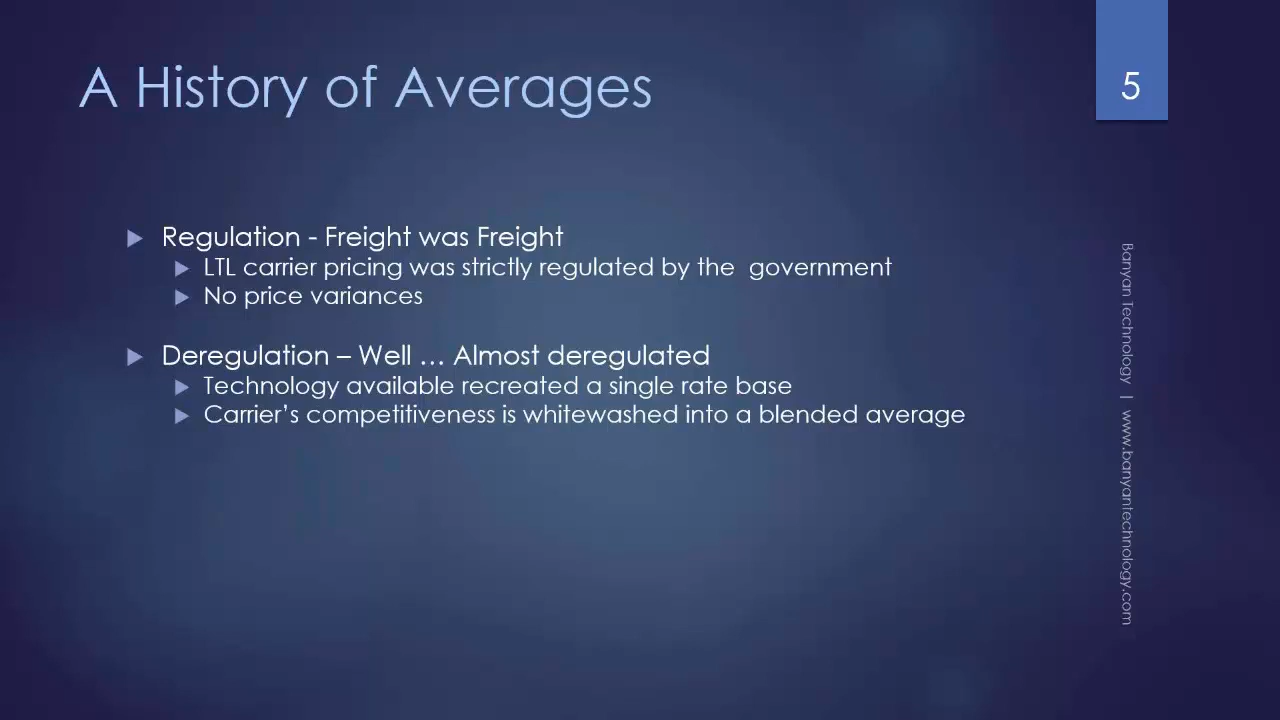 A History of Averages
5
Regulation - Freight was Freight
LTL carrier pricing was strictly regulated by the  government
No price variances
Deregulation – Well … Almost deregulated
Technology available recreated a single rate base
Carrier’s competitiveness is whitewashed into a blended average
Banyan Technology | www.banyantechnology.com